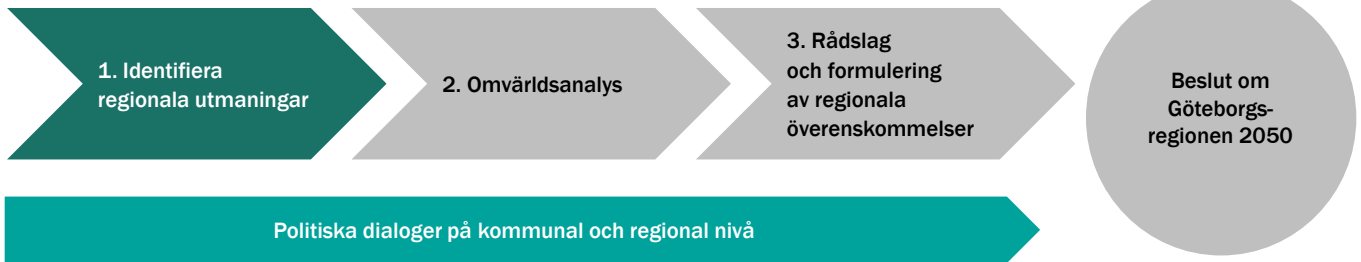 1. Identifiera
regionala utmaningar
2. Omvärldsanalys
3. Rådslag
och formulering
av regionala
överenskommelser
Beslut om
Göteborgs-
regionen 2050
Politiska dialoger på kommunal och regional nivå